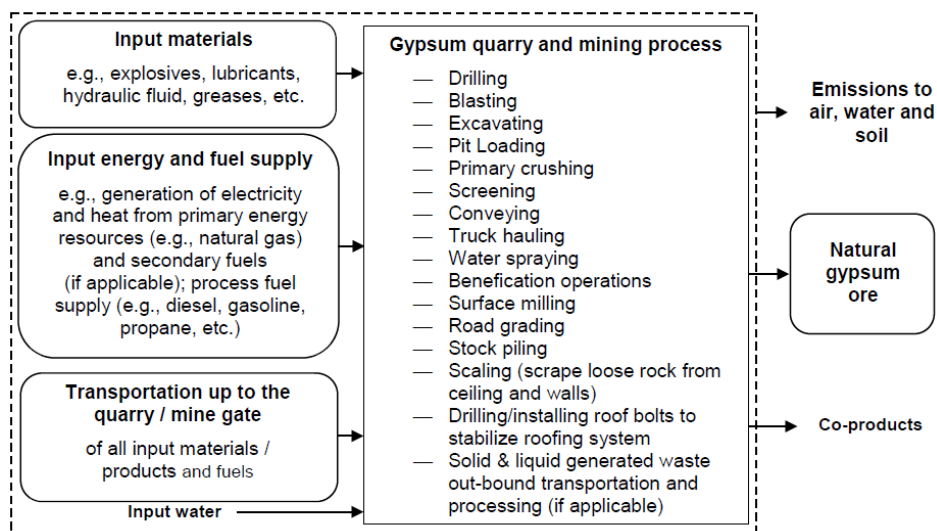 Input materials
e.g., explosives, lubricants,
hydraulic fluid, greases, etc.
Input energy and fuel supply
e.g., generation of electricity
and heat from primary energy
resources (e.g., natural gas)
and secondary fuels
(if applicable); process fuel
supply (e.g., diesel, gasoline,
propane, etc.)
Transportation up to the
quarry / mine gate
of all input materials /
products and fuels
Input water
Gypsum quarry and mining process
— Drilling
— Blasting
— Excavating
— Pit Loading
— Primary crushing
— Screening
— Conveying
— Truck hauling
— Water spraying
— Benefication operations
— Surface milling
— Road grading
— Stock piling
— Scaling (scrape loose rock from
ceiling and walls)
— Drilling/installing roof bolts to
stabilize roofing system
— Solid & liquid generated waste
out-bound transportation and
processing (if applicable)
Emissions to
air, water and
soil
Natural
gypsum
ore
Co-products